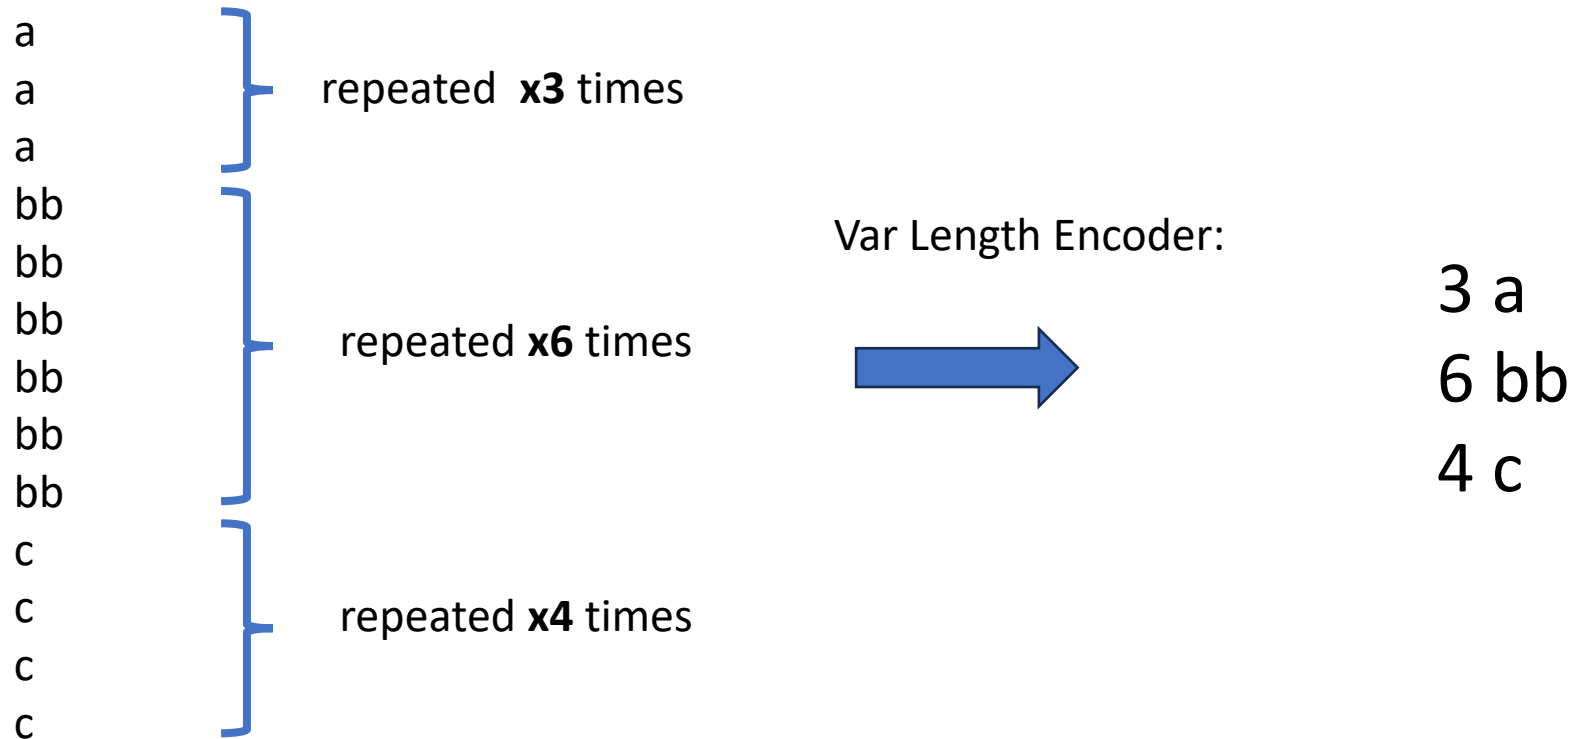 a
a
a
repeated  x3 times
bb
bb
bb
bb
bb
bb
repeated x6 times
c
c
c
c
repeated x4 times
Var Length Encoder:
3 a
6 bb
4 c